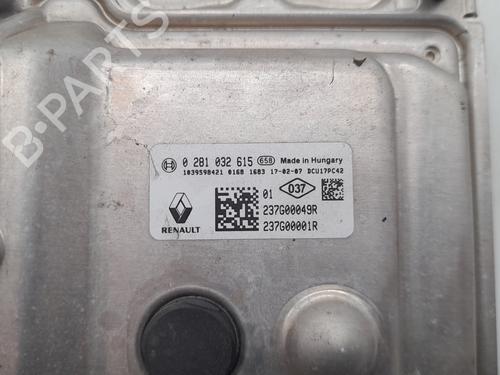 B-PARTS
0 281 032 615 658 Made in Hungary
1039S98421 0168 1683 17-02-07 DCU17PC42
01 037
237G00049R
RENAULT 237G00001R